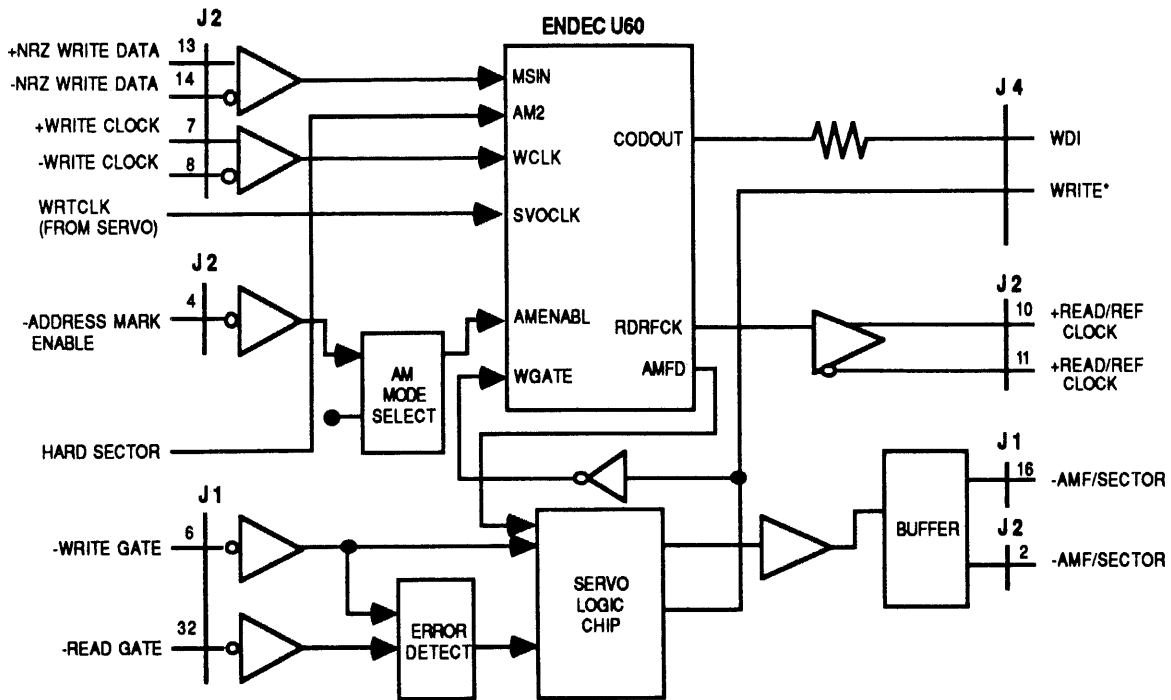 ENDEC U60
J2
+NRZ WRITE DATA 13
-NRZ WRITE DATA 14
+WRITE CLOCK 7
-WRITE CLOCK 8
WRTCLK
(FROM SERVO)
J2
4
-ADDRESS MARK
ENABLE
HARD SECTOR
AM
MODE
SELECT
MSIN
AM2
WCLK
SVOCLK
AMENABL
WGATE
CODOUT
RDRFCK
AMFD
J4
WDI
WRITE*
J2
10 +READ/REF
CLOCK
11 +READ/REF
CLOCK
J1
-WRITE GATE 6
-READ GATE 32
ERROR
DETECT
SERVO
LOGIC
CHIP
BUFFER
J1
16 -AMF/SECTOR
J2
2 -AMF/SECTOR